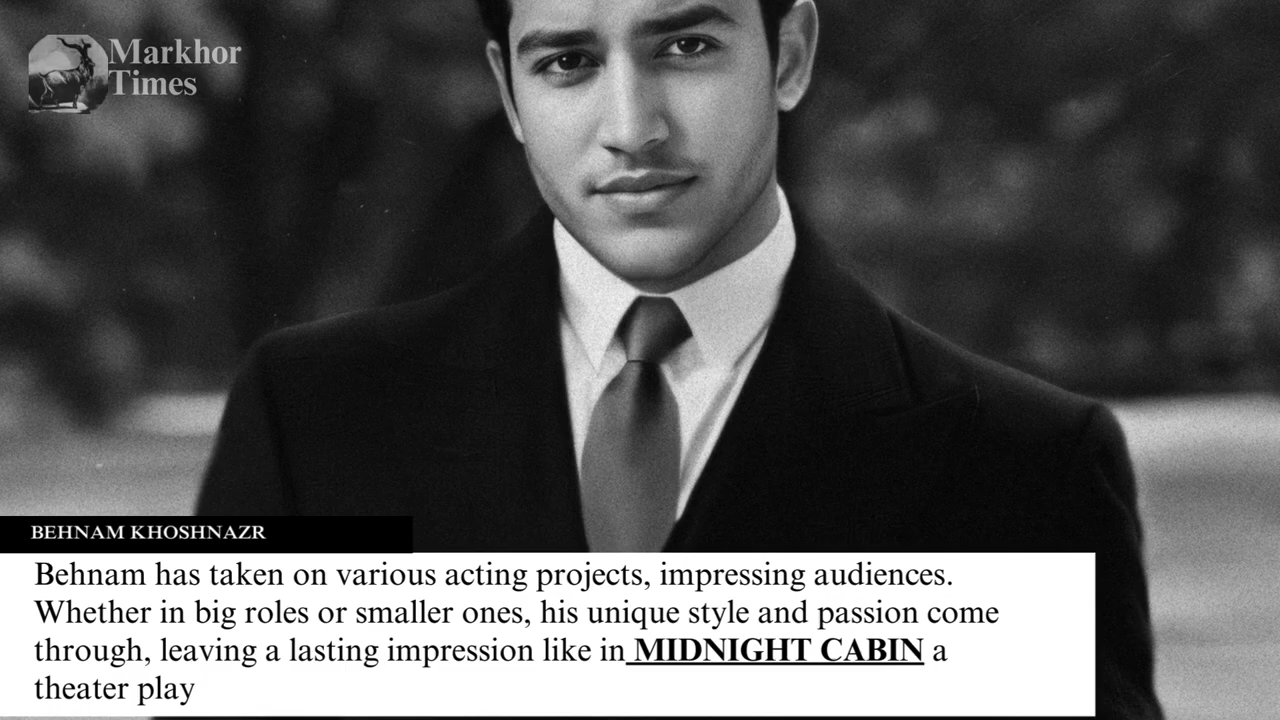 Markhor
Times
BEHNAM KHOSHNAZR
Behnam has taken on various acting projects, impressing audiences.
Whether in big roles or smaller ones, his unique style and passion come
through, leaving a lasting impression like in MIDNIGHT CABIN a
theater play